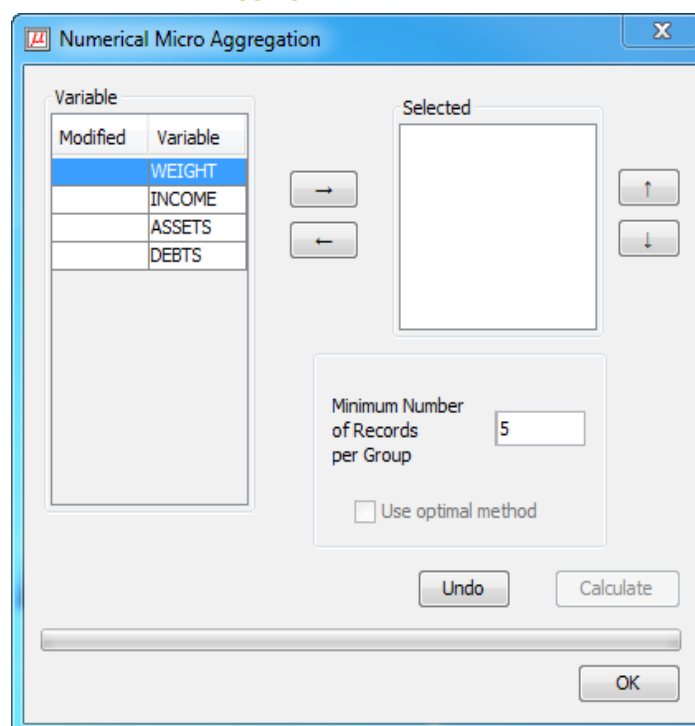 μ Numerical Micro Aggregation X
Variable
Modified Variable
WEIGHT
INCOME
ASSETS
DEBTS
→
←
Selected
↑
↓
Minimum Number
of Records
per Group
5
Use optimal method
Undo Calculate
OK